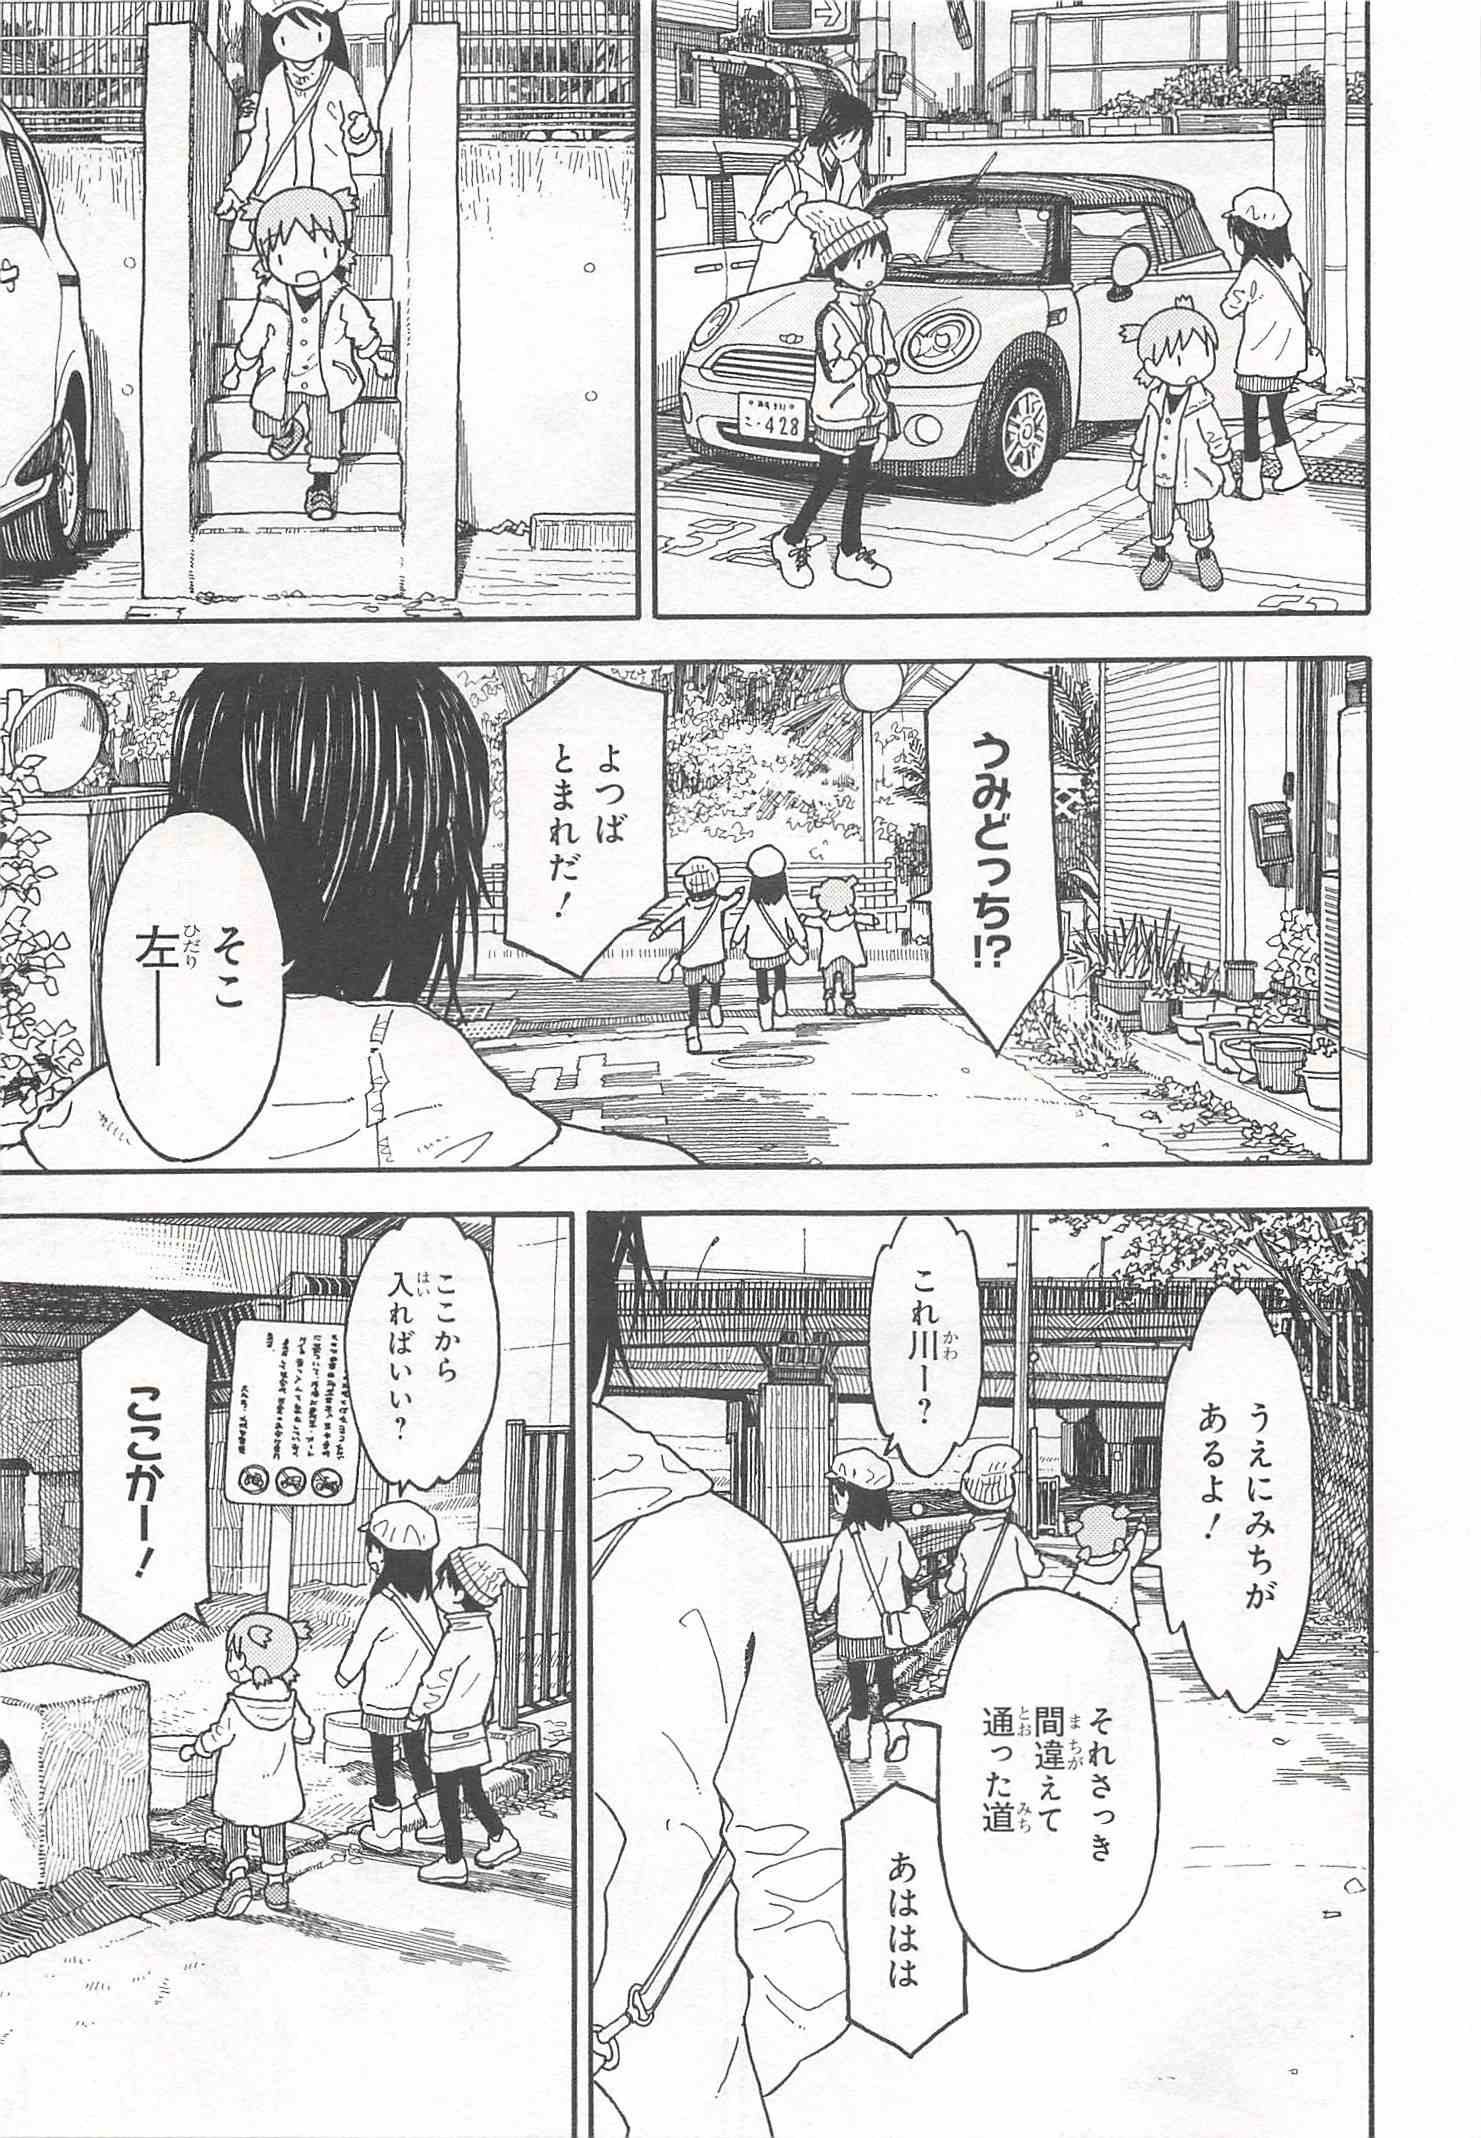 428
うみどっち!?
よつば
とまれだ!
そこ
左ー
うえにみちが
あるよ!
これ川ー?
それさっき
間違えて
通った道
あははは
ここから
入ればいい?
ここかー!